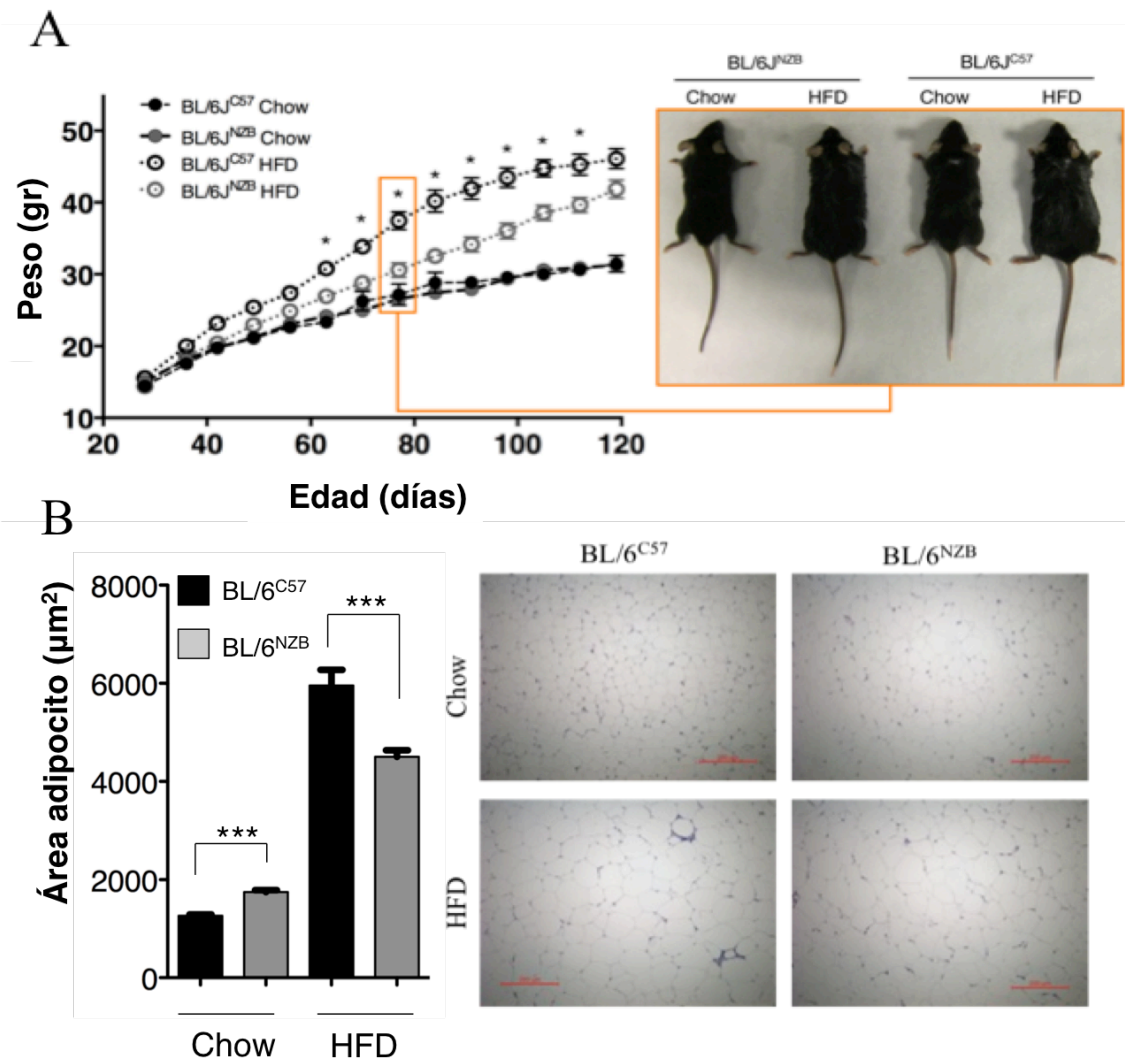 A
BL/6J^C57 Chow
BL/6J^NZB Chow
BL/6J^C57 HFD
BL/6J^NZB HFD
Peso (gr)
50
40
30
20
10
* * * * * * * *
20 40 60 80 100 120
Edad (días)
BL/6J^NZB BL/6J^C57
Chow HFD Chow HFD
B
Área adipocito (µm²)
8000
6000
4000
2000
0
BL/6^C57
BL/6^NZB
***
***
Chow HFD
BL/6^C57 BL/6^NZB
Chow
HFD